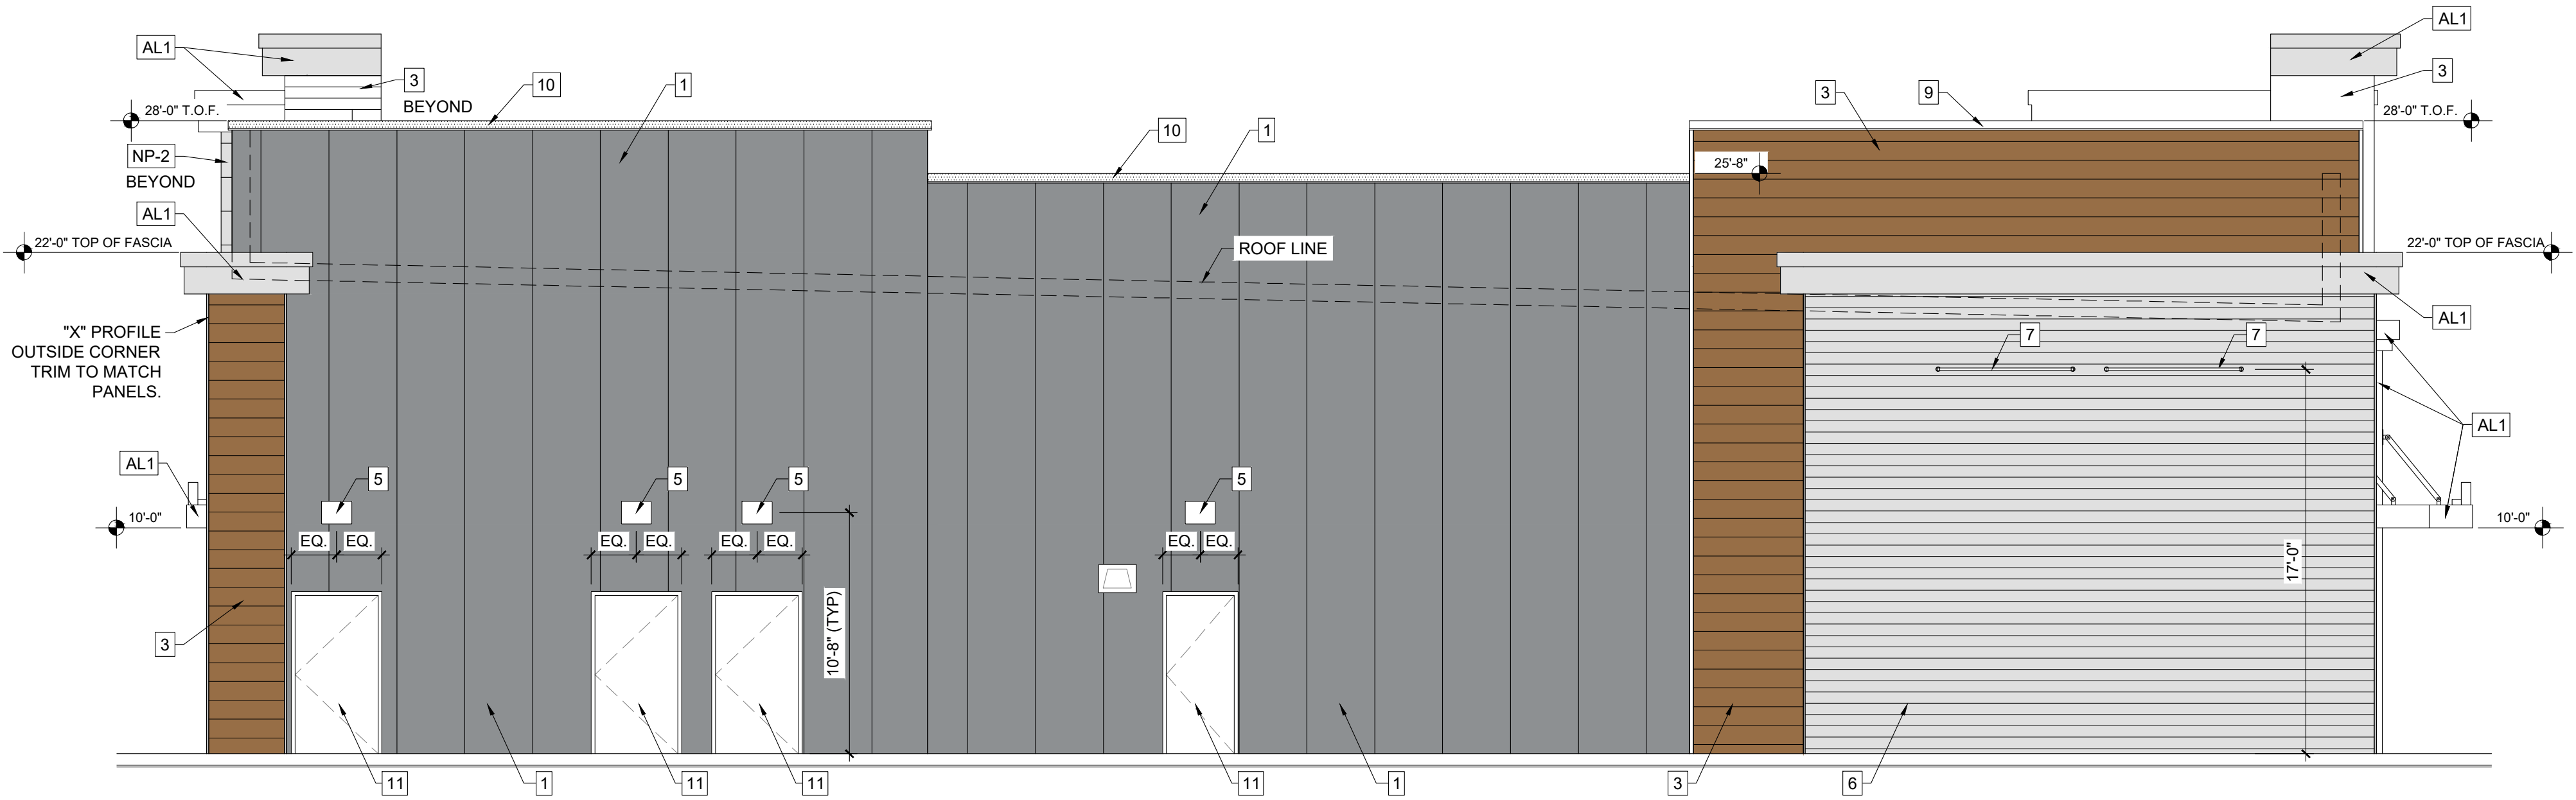 AL1
AL1
3
3
10
1
3
9
BEYOND
28'-0" T.O.F.
28'-0" T.O.F.
10
1
NP-2
BEYOND
25'-8"
AL1
22'-0" TOP OF FASCIA
ROOF LINE
22'-0" TOP OF FASCIA
"X" PROFILE
OUTSIDE CORNER
TRIM TO MATCH
PANELS.
AL1
7
7
AL1
AL1
5
5
5
5
10'-0"
10'-0"
EQ. EQ.
EQ. EQ.
EQ. EQ.
EQ. EQ.
17'-0"
10'-8" (TYP)
3
11
1
11
11
11
1
3
6